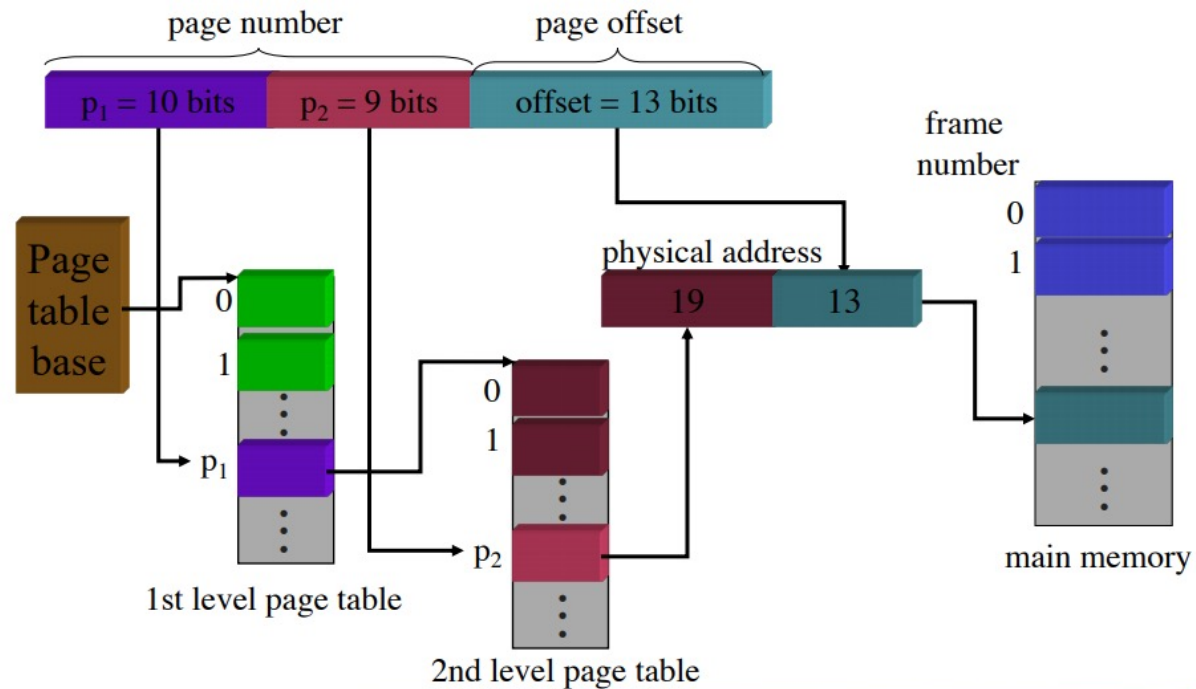 page number
page offset
p₁ = 10 bits
p₂ = 9 bits
offset = 13 bits
frame
number
0
1
Page
table
base
physical address
19
13
0
1
p₁
0
1
p₂
1st level page table
2nd level page table
main memory